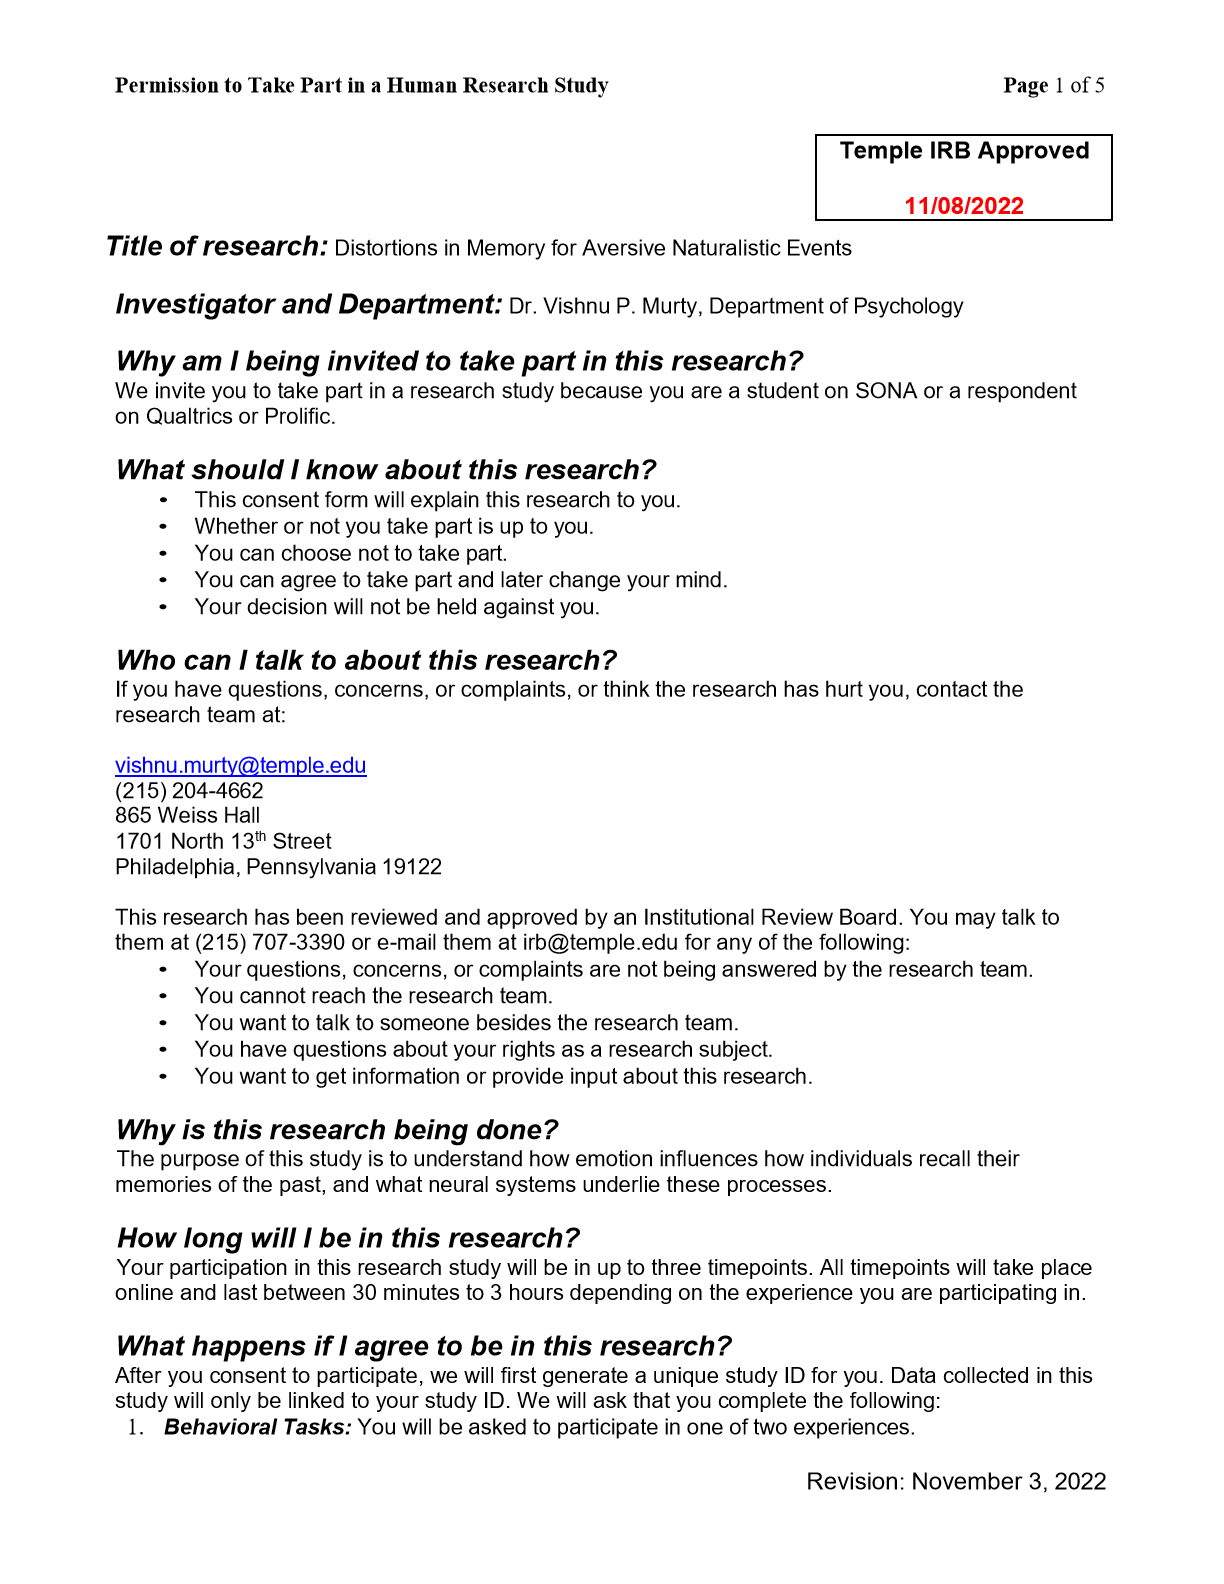 Permission to Take Part in a Human Research Study Page 1 of 5
Temple IRB Approved
11/08/2022
Title of research: Distortions in Memory for Aversive Naturalistic Events
Investigator and Department: Dr. Vishnu P. Murty, Department of Psychology
Why am I being invited to take part in this research?
We invite you to take part in a research study because you are a student on SONA or a respondent
on Qualtrics or Prolific.
What should I know about this research?
• This consent form will explain this research to you.
• Whether or not you take part is up to you.
• You can choose not to take part.
• You can agree to take part and later change your mind.
• Your decision will not be held against you.
Who can I talk to about this research?
If you have questions, concerns, or complaints, or think the research has hurt you, contact the
research team at:
vishnu.murty@temple.edu
(215) 204-4662
865 Weiss Hall
1701 North 13th Street
Philadelphia, Pennsylvania 19122
This research has been reviewed and approved by an Institutional Review Board. You may talk to
them at (215) 707-3390 or e-mail them at irb@temple.edu for any of the following:
• Your questions, concerns, or complaints are not being answered by the research team.
• You cannot reach the research team.
• You want to talk to someone besides the research team.
• You have questions about your rights as a research subject.
• You want to get information or provide input about this research.
Why is this research being done?
The purpose of this study is to understand how emotion influences how individuals recall their
memories of the past, and what neural systems underlie these processes.
How long will I be in this research?
Your participation in this research study will be in up to three timepoints. All timepoints will take place
online and last between 30 minutes to 3 hours depending on the experience you are participating in.
What happens if I agree to be in this research?
After you consent to participate, we will first generate a unique study ID for you. Data collected in this
study will only be linked to your study ID. We will ask that you complete the following:
1. Behavioral Tasks: You will be asked to participate in one of two experiences.
Revision: November 3, 2022